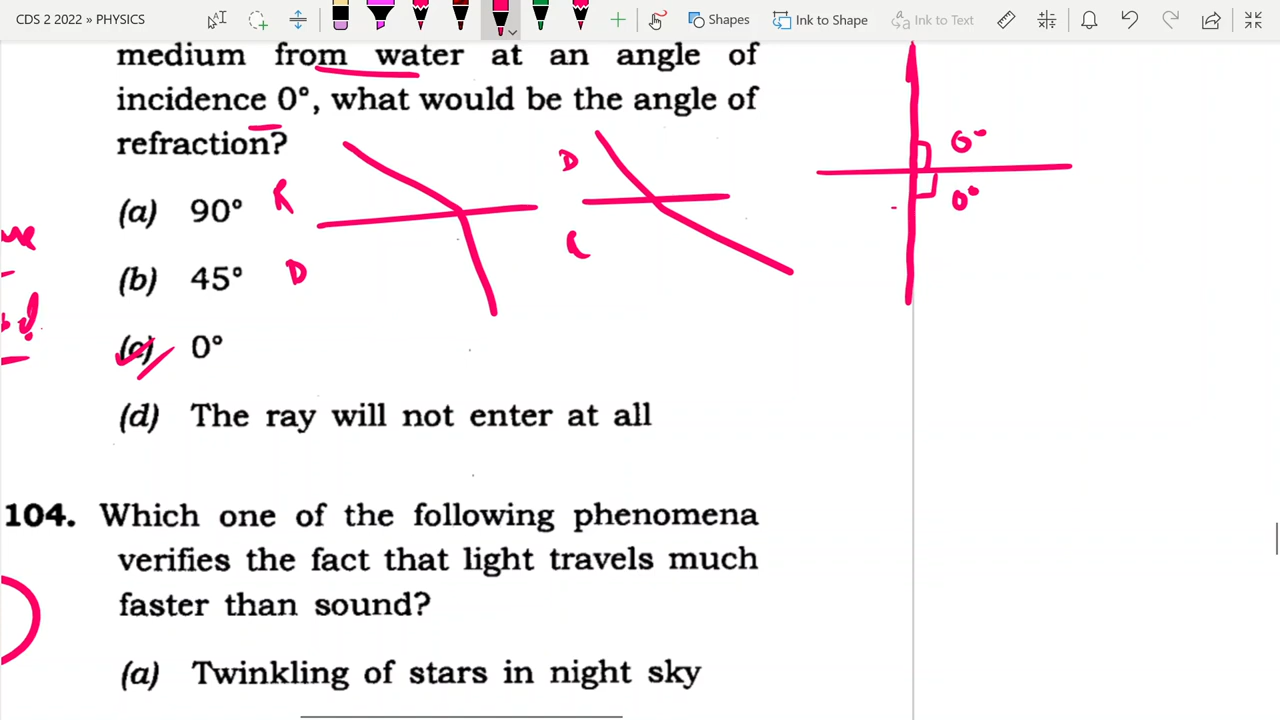 CDS 2 2022 » PHYSICS
Shapes
Ink to Shape
Ink to Text
medium from water at an angle of
incidence 0°, what would be the angle of
refraction?
(a) 90°
(b) 45°
(c) 0°
(d) The ray will not enter at all
R
D
D
R
0°
0°
104. Which one of the following phenomena
verifies the fact that light travels much
faster than sound?
(a) Twinkling of stars in night sky